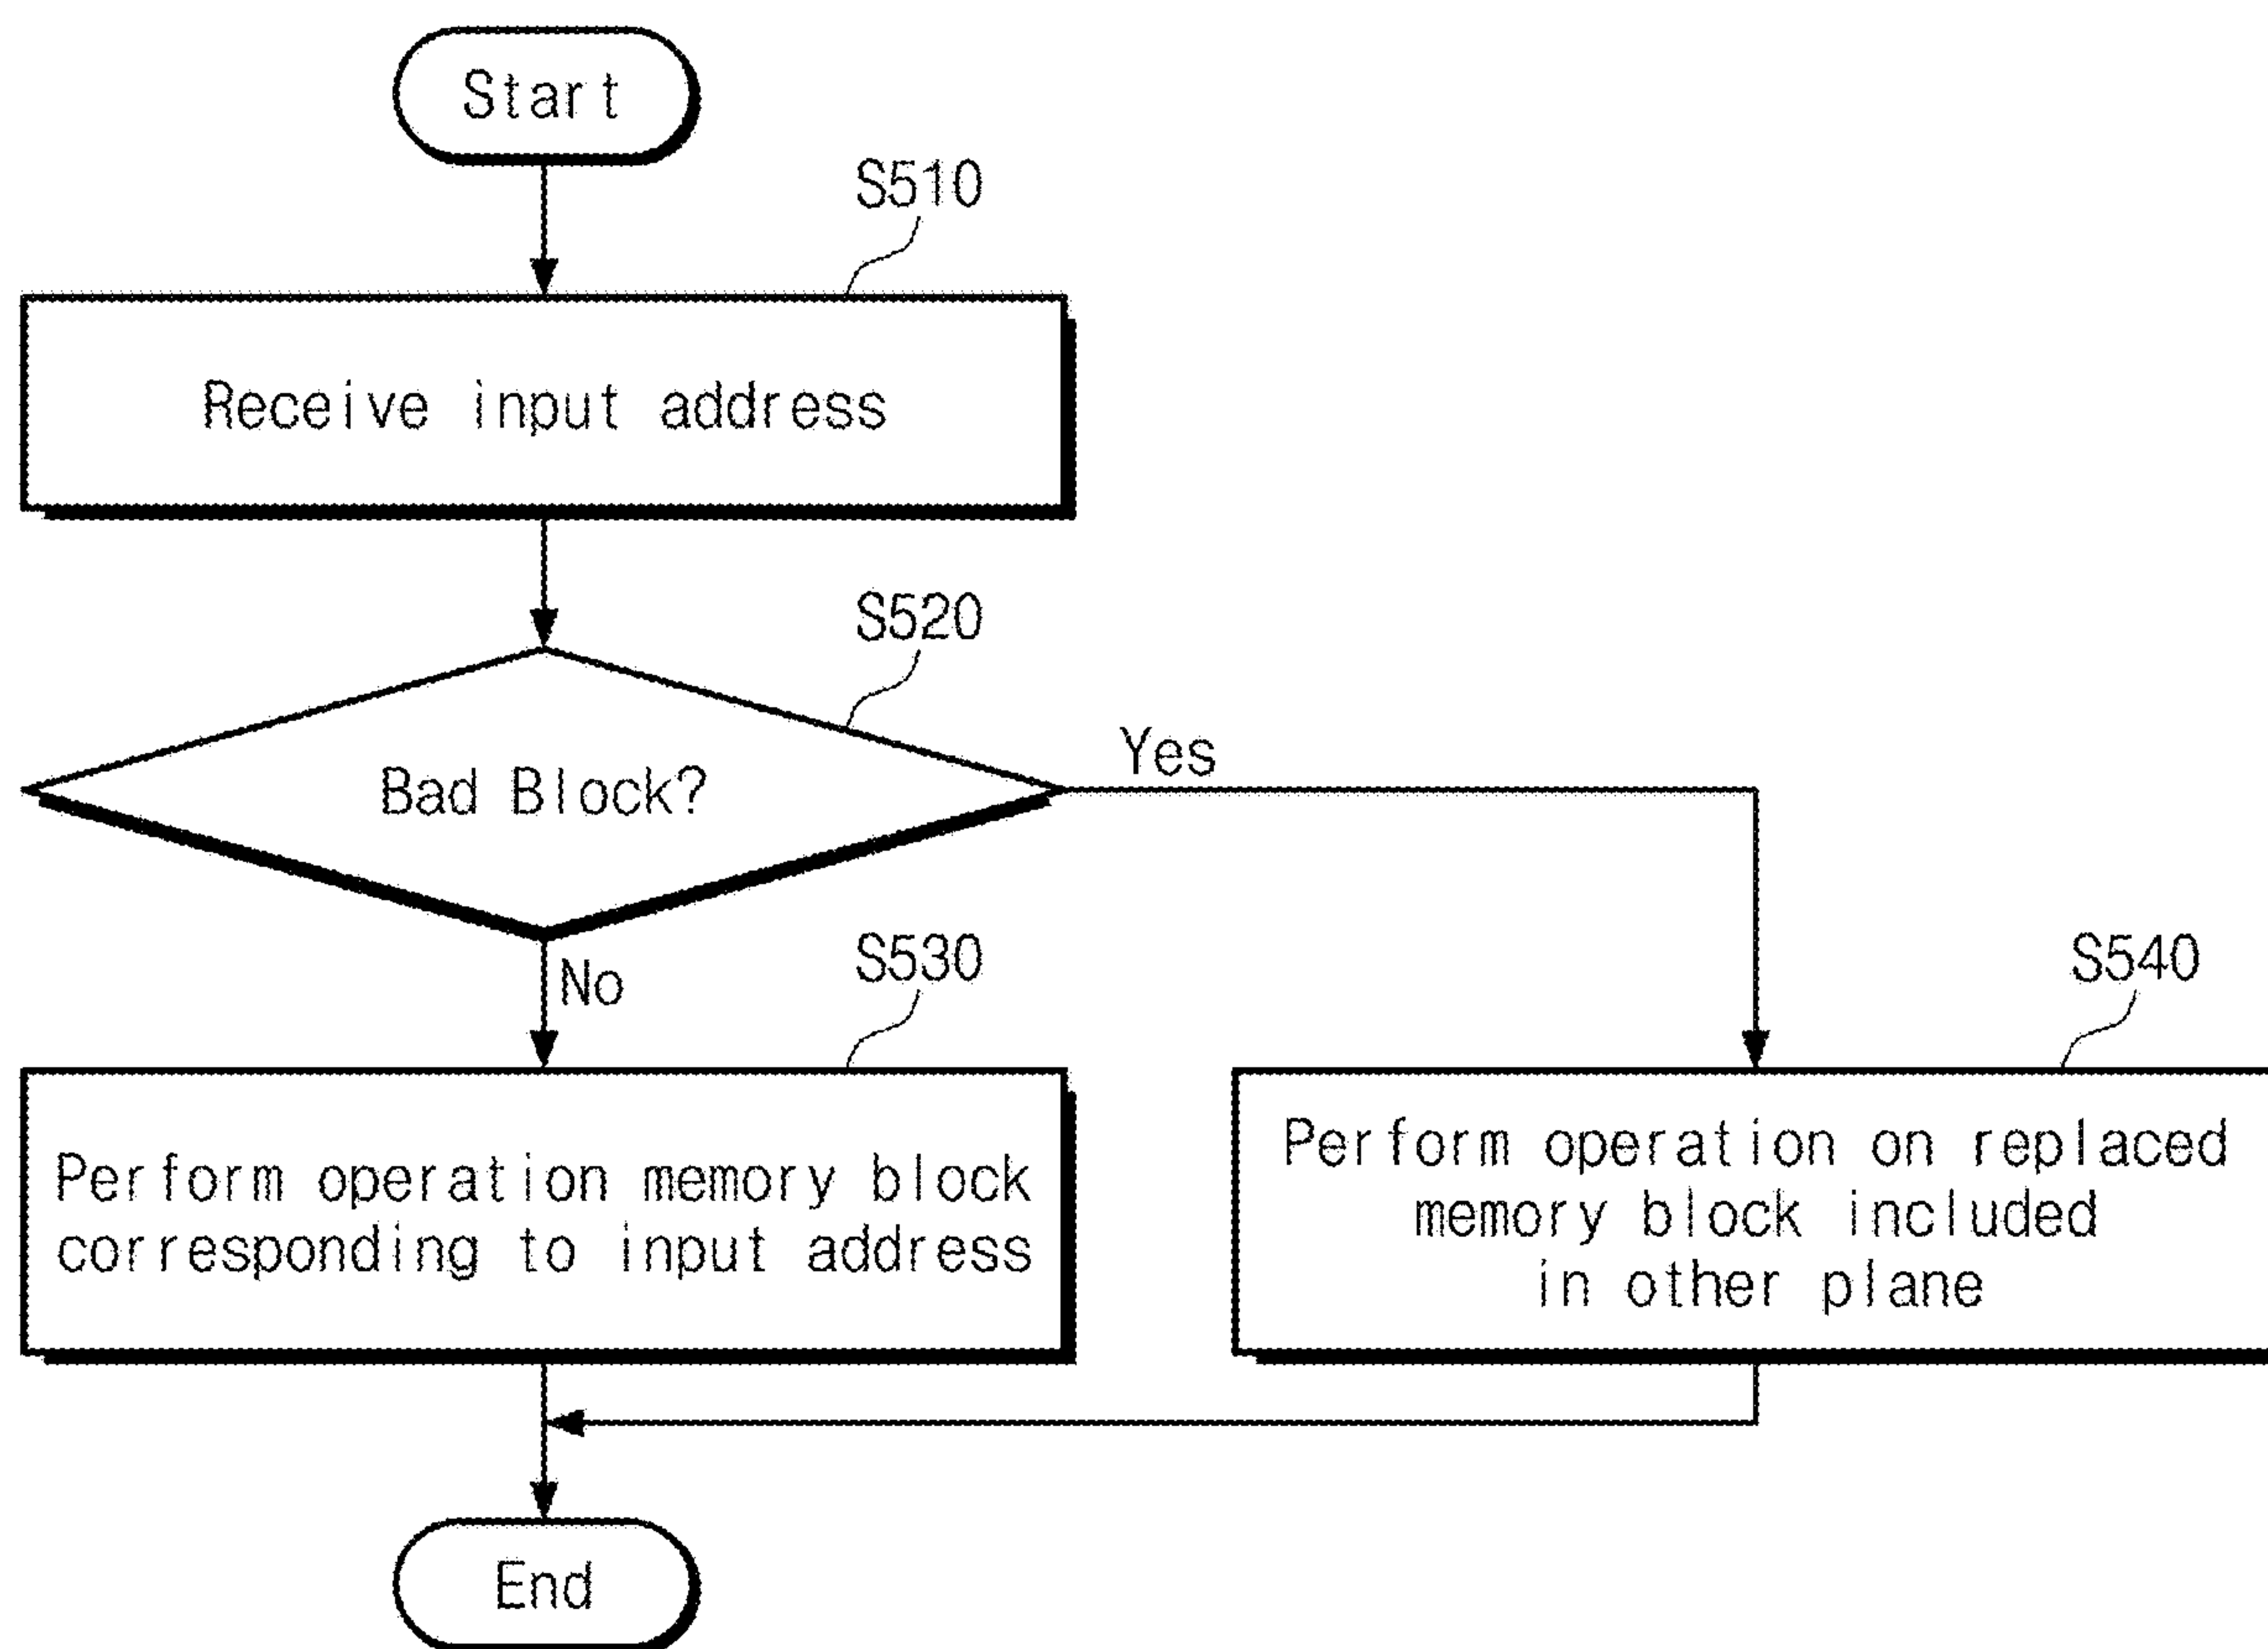 Start
S510
Receive input address
S520
Bad Block?
Yes
No
S530
S540
Perform operation memory block
corresponding to input address
Perform operation on replaced
memory block included
in other plane
End